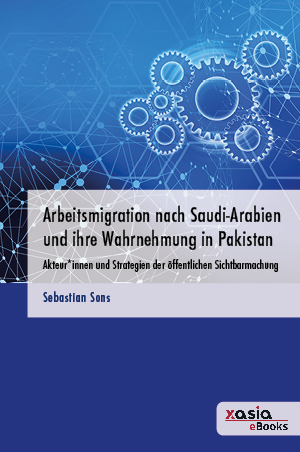 Arbeitsmigration nach Saudi-Arabien
und ihre Wahrnehmung in Pakistan
Akteur*innen und Strategien der öffentlichen Sichtbarmachung
Sebastian Sons
xasia
eBooks